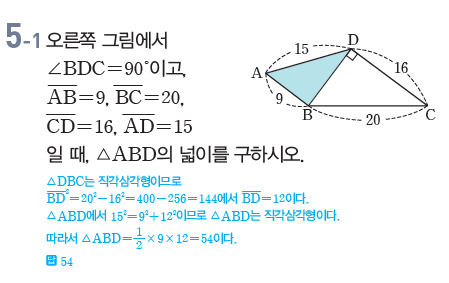 5-1 오른쪽 그림에서
∠BDC=90°이고,
AB=9, BC=20,
CD=16, AD=15
일 때, △ABD의 넓이를 구하시오.
D
15
16
A
9
B
20
C
△DBC는 직각삼각형이므로
BD²=20²-16²=400-256=144에서 BD=12이다.
△ABD에서 15²=9²+12²이므로 △ABD는 직각삼각형이다.
따라서 △ABD=1/2×9×12=54이다.
답 54